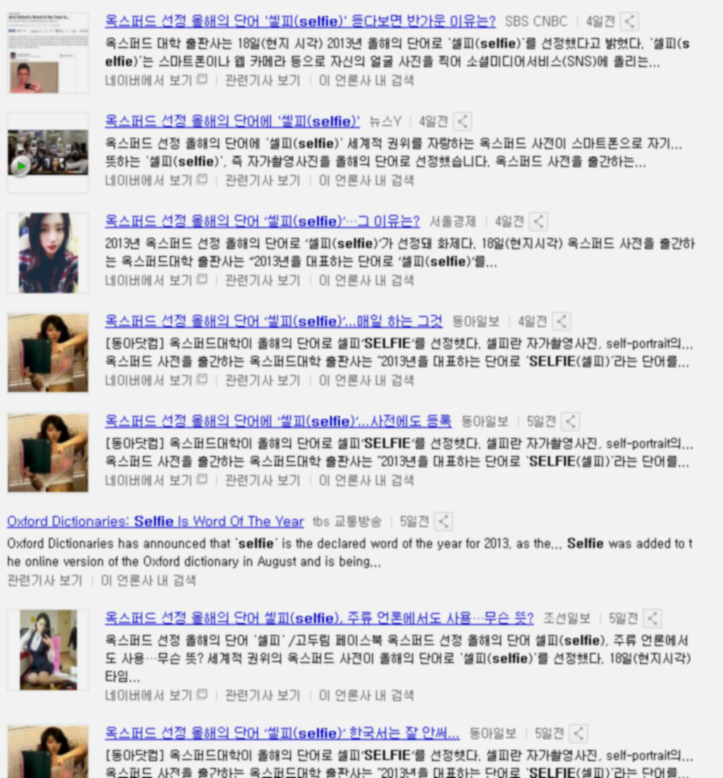 옥스퍼드 선정 올해의 단어 '셀피(selfie)' 듣다보면 반가운 이유는? SBS CNBC | 4일전
옥스퍼드 대학 출판사는 18일(현지 시각) 2013년 올해의 단어로 '셀피(selfie)'를 선정했다고 밝혔다. '셀피(s
elfie)'는 스마트폰이나 웹 카메라 등으로 자신의 얼굴 사진을 찍어 소셜미디어서비스(SNS)에 올리는...
네이버에서 보기 | 관련기사 보기 | 이 언론사 내 검색
옥스퍼드 선정 올해의 단어에 '셀피(selfie)' 뉴스Y | 4일전
옥스퍼드 선정 올해의 단어에 '셀피(selfie)' 세계적 권위를 자랑하는 옥스퍼드 사전이 스마트폰으로 자기...
뜻하는 '셀피(selfie)', 즉 자가촬영사진을 올해의 단어로 선정했습니다. 옥스퍼드 사전을 출간하는...
네이버에서 보기 | 관련기사 보기 | 이 언론사 내 검색
옥스퍼드 선정 올해의 단어 '셀피(selfie)'…그 이유는? 서울경제 | 4일전
2013년 옥스퍼드 선정 올해의 단어로 '셀피(selfie)'가 선정돼 화제다. 18일(현지시각) 옥스퍼드 사전을 출간하
는 옥스퍼드대학 출판사는 "2013년을 대표하는 단어로 '셀피(selfie)'를...
네이버에서 보기 | 관련기사 보기 | 이 언론사 내 검색
옥스퍼드 선정 올해의 단어 '셀피(selfie)'...매일 하는 그것 동아일보 | 4일전
[동아닷컴] 옥스퍼드대학이 올해의 단어로 셀피'SELFIE'를 선정했다. 셀피란 자가촬영사진, self-portrait의...
옥스퍼드 사전을 출간하는 옥스퍼드대학 출판사는 "2013년을 대표하는 단어로 'SELFIE(셀피)'라는 단어를...
네이버에서 보기 | 관련기사 보기 | 이 언론사 내 검색
옥스퍼드 선정 올해의 단어에 '셀피(selfie)'...사전에도 등록 동아일보 | 5일전
[동아닷컴] 옥스퍼드대학이 올해의 단어로 셀피'SELFIE'를 선정했다. 셀피란 자가촬영사진, self-portrait의...
옥스퍼드 사전을 출간하는 옥스퍼드대학 출판사는 "2013년을 대표하는 단어로 'SELFIE(셀피)'라는 단어를...
네이버에서 보기 | 관련기사 보기 | 이 언론사 내 검색
Oxford Dictionaries: Selfie Is Word Of The Year tbs 교통방송 | 5일전
Oxford Dictionaries has announced that 'selfie' is the declared word of the year for 2013, as the... Selfie was added to t
he online version of the Oxford dictionary in August and is being...
관련기사 보기 | 이 언론사 내 검색
옥스퍼드 선정 올해의 단어 셀피(selfie), 주류 언론에서도 사용…무슨 뜻? 조선일보 | 5일전
옥스퍼드 선정 올해의 단어 '셀피' /고두림 페이스북 옥스퍼드 선정 올해의 단어 셀피(selfie), 주류 언론에서
도 사용…무슨 뜻? 세계적 권위의 옥스퍼드 사전이 올해의 단어로 '셀피(selfie)'를 선정했다. 18일(현지시각)
타임...
네이버에서 보기 | 관련기사 보기 | 이 언론사 내 검색
옥스퍼드 선정 올해의 단어 '셀피(selfie)' 한국서는 잘 안써... 동아일보 | 5일전
[동아닷컴] 옥스퍼드대학이 올해의 단어로 셀피'SELFIE'를 선정했다. 셀피란 자가촬영사진, self-portrait의...
옥스퍼드 사전을 출간하는 옥스퍼드대학 출판사는 "2013년을 대표하는 단어로 'SELFIE(셀피)'라는 단어를...